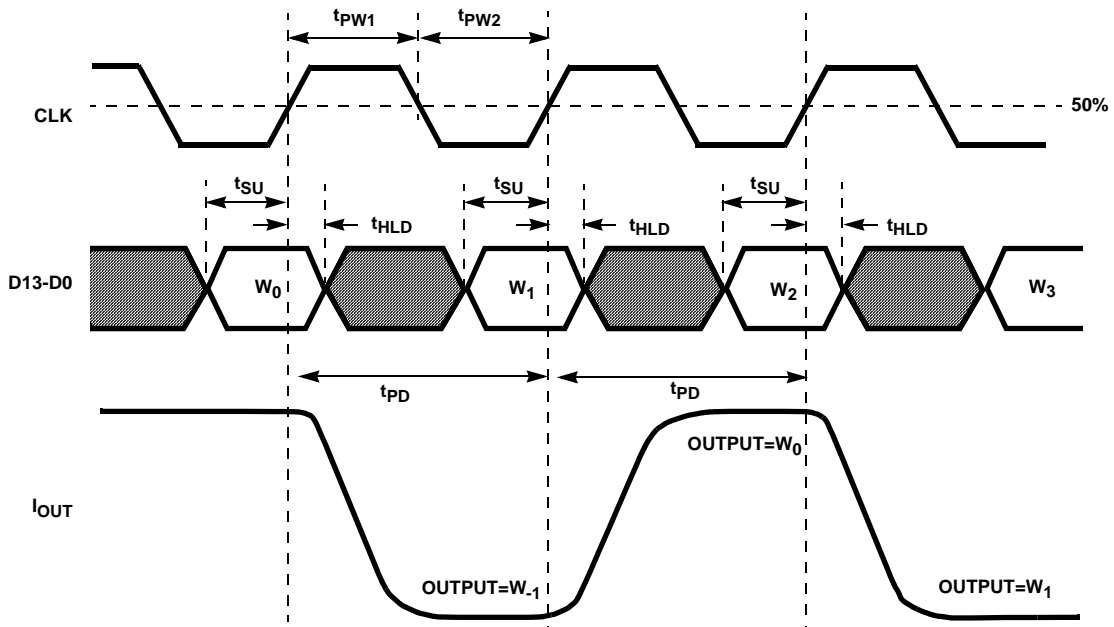 tPW1 tPW2
CLK
50%
tSU tSU tSU
tHLD tHLD tHLD
D13-D0
W0 W1 W2 W3
tPD tPD
OUTPUT=W0
IOUT
OUTPUT=W-1 OUTPUT=W1